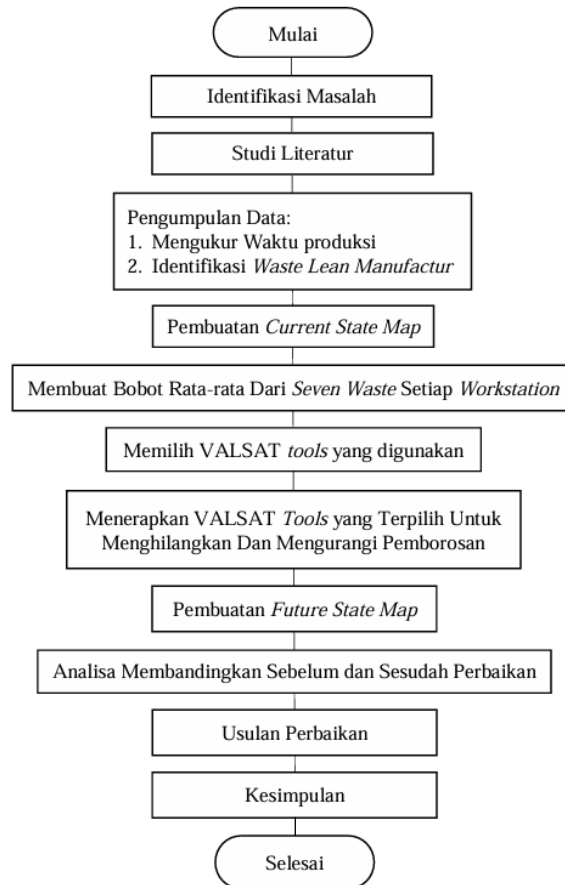 Mulai
Identifikasi Masalah
Studi Literatur
Pengumpulan Data:
1. Mengukur Waktu produksi
2. Identifikasi Waste Lean Manufactur
Pembuatan Current State Map
Membuat Bobot Rata-rata Dari Seven Waste Setiap Workstation
Memilih VALSAT tools yang digunakan
Menerapkan VALSAT Tools yang Terpilih Untuk
Menghilangkan Dan Mengurangi Pemborosan
Pembuatan Future State Map
Analisa Membandingkan Sebelum dan Sesudah Perbaikan
Usulan Perbaikan
Kesimpulan
Selesai